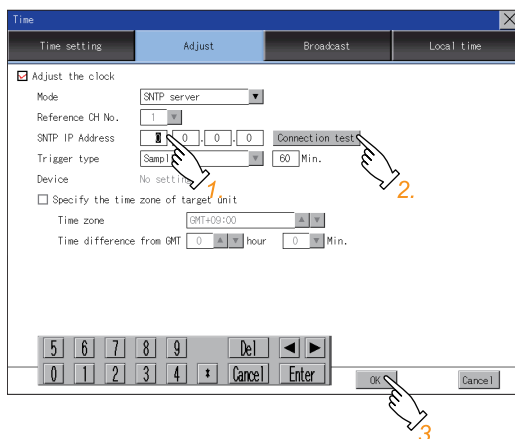 Time
Time setting Adjust Broadcast Local time
Adjust the clock
Mode SNTP server
Reference CH No. 1
SNTP IP Address 0 . 0 . 0 . 0 Connection test
Trigger type Sampl 60 Min.
Device No setting
1 2.
Specify the time zone of target unit
Time zone GMT+09:00
Time difference from GMT 0 hour 0 Min.
5 6 7 8 9 Del
0 1 2 3 4 Cancel Enter
OK Cancel
3